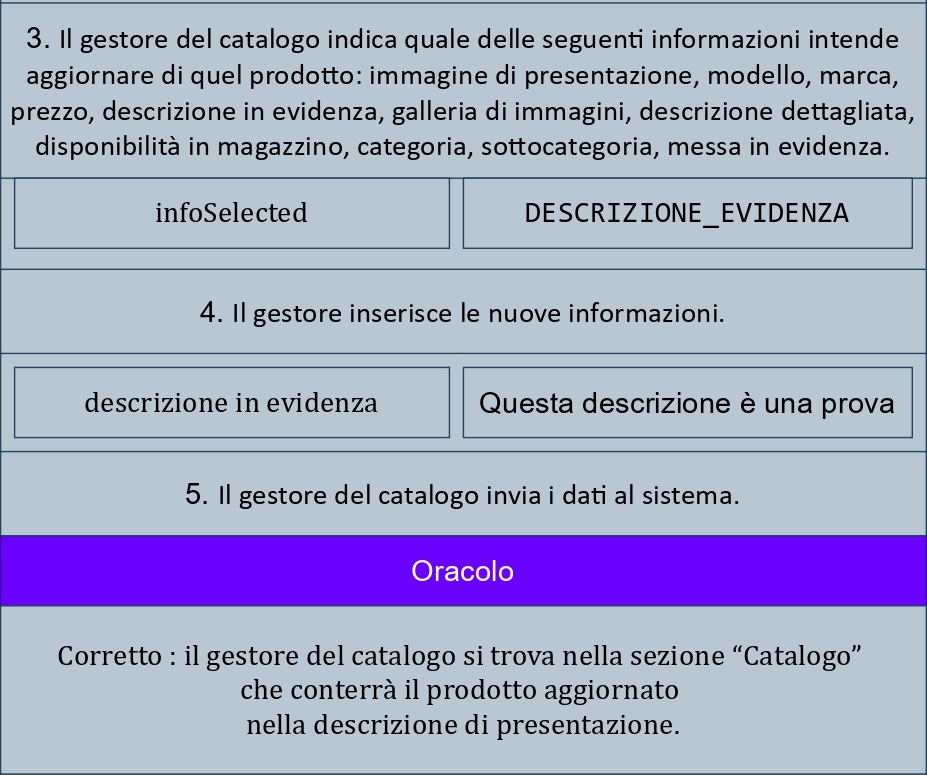 3. Il gestore del catalogo indica quale delle seguenti informazioni intende
aggiornare di quel prodotto: immagine di presentazione, modello, marca,
prezzo, descrizione in evidenza, galleria di immagini, descrizione dettagliata,
disponibilità in magazzino, categoria, sottocategoria, messa in evidenza.
infoSelected
DESCRIZIONE_EVIDENZA
4. Il gestore inserisce le nuove informazioni.
descrizione in evidenza
Questa descrizione è una prova
5. Il gestore del catalogo invia i dati al sistema.
Oracolo
Corretto : il gestore del catalogo si trova nella sezione “Catalogo”
che conterrà il prodotto aggiornato
nella descrizione di presentazione.